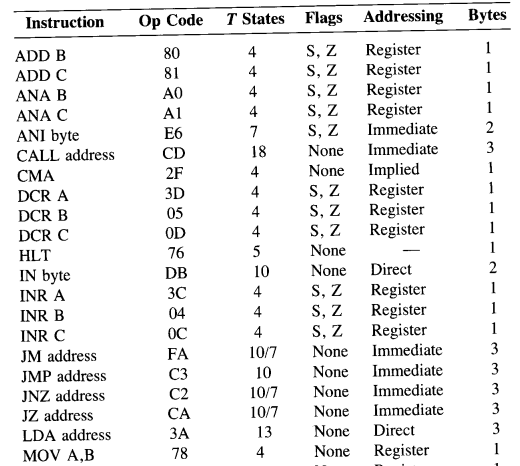 Instruction Op Code T States Flags Addressing Bytes
ADD B 80 4 S, Z Register 1
ADD C 81 4 S, Z Register 1
ANA B A0 4 S, Z Register 1
ANA C A1 4 S, Z Register 1
ANI byte E6 7 S, Z Immediate 2
CALL address CD 18 None Immediate 3
CMA 2F 4 None Implied 1
DCR A 3D 4 S, Z Register 1
DCR B 05 4 S, Z Register 1
DCR C 0D 4 S, Z Register 1
HLT 76 5 None — 1
IN byte DB 10 None Direct 2
INR A 3C 4 S, Z Register 1
INR B 04 4 S, Z Register 1
INR C 0C 4 S, Z Register 1
JM address FA 10/7 None Immediate 3
JMP address C3 10 None Immediate 3
JNZ address C2 10/7 None Immediate 3
JZ address CA 10/7 None Immediate 3
LDA address 3A 13 None Direct 3
MOV A,B 78 4 None Register 1